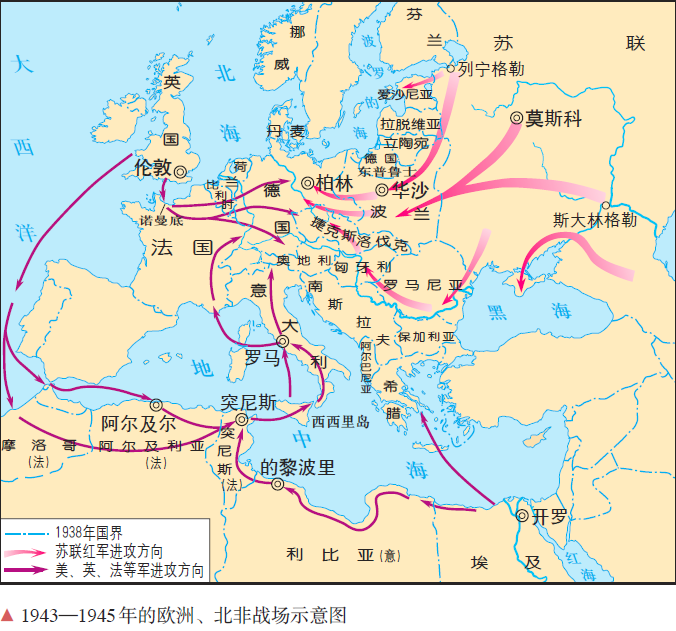 大西洋
北海
波罗的海
地中海
黑海
红海
挪威
芬兰
苏联
英国
伦敦
丹麦
荷兰
比利时
德国
柏林
爱沙尼亚
拉脱维亚
立陶宛
德国
东普鲁士
华沙
波兰
列宁格勒
莫斯科
斯大林格勒
诺曼底
法国
捷克斯洛伐克
奥地利
匈牙利
罗马尼亚
南斯拉夫
保加利亚
阿尔巴尼亚
希腊
意大利
罗马
西西里岛
突尼斯
阿尔及尔
摩洛哥
(法)
阿尔及利亚
(法)
突尼斯
(法)
的黎波里
利比亚(意)
埃及
开罗
1938年国界
苏联红军进攻方向
美、英、法等军进攻方向
▲ 1943—1945年的欧洲、北非战场示意图